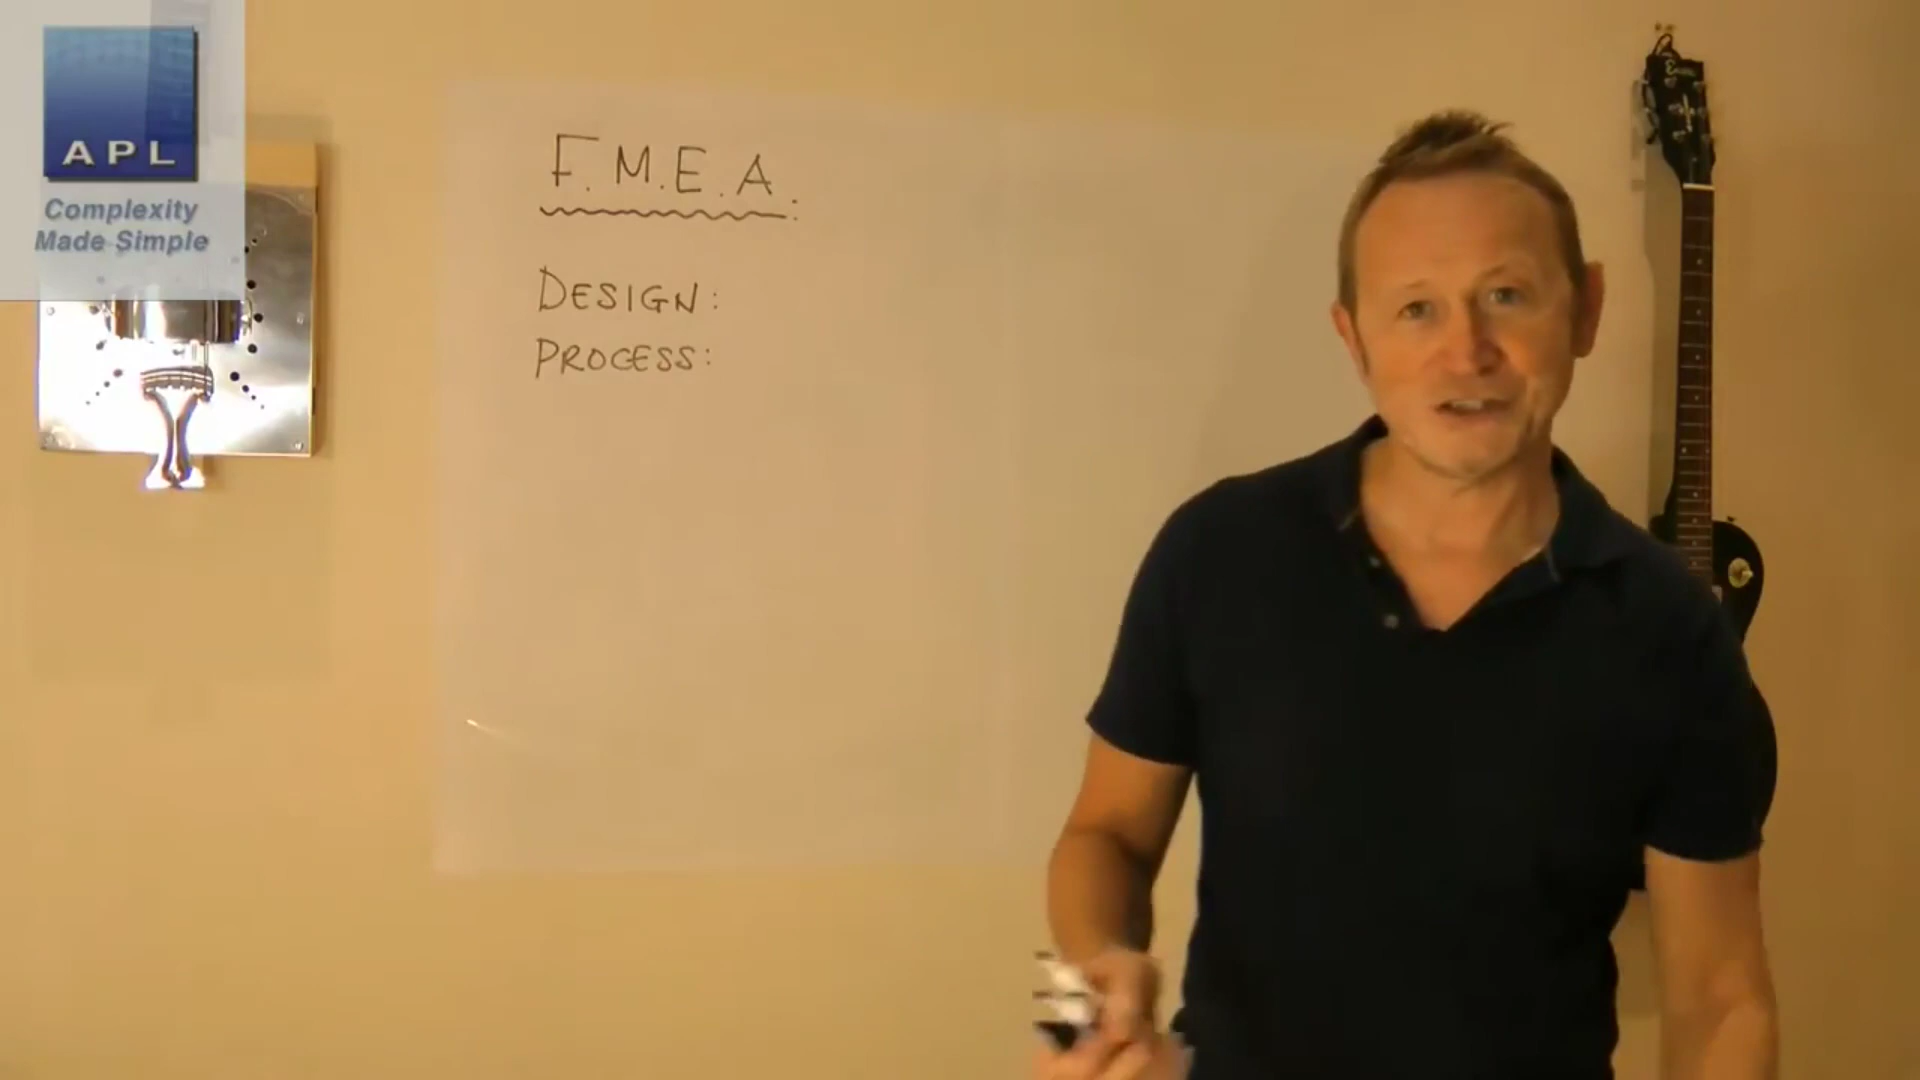 APL
Complexity
Made Simple
F.M.E.A.:
DESIGN:
PROCESS: